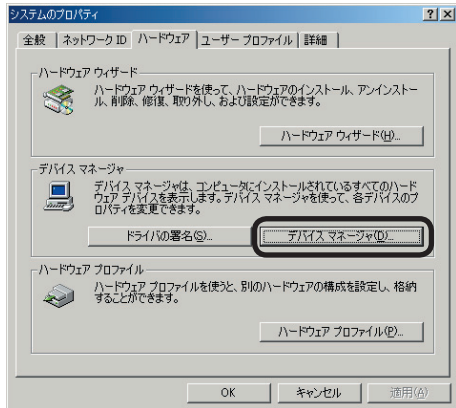 システムのプロパティ
全般 ネットワーク ID ハードウェア ユーザー プロファイル 詳細
ハードウェア ウィザード
ハードウェア ウィザードを使って、ハードウェアのインストール、アンインストー
ル、削除、修復、取り外し、および設定ができます。
ハードウェア ウィザード(H)...
デバイス マネージャ
デバイス マネージャは、コンピュータにインストールされているすべてのハード
ウェア デバイスを表示します。デバイス マネージャを使って、各デバイスのプ
ロパティを変更できます。
ドライバの署名(S)... デバイス マネージャ(D)...
ハードウェア プロファイル
ハードウェア プロファイルを使うと、別のハードウェアの構成を設定し、格納
することができます。
ハードウェア プロファイル(P)...
OK キャンセル 適用(A)